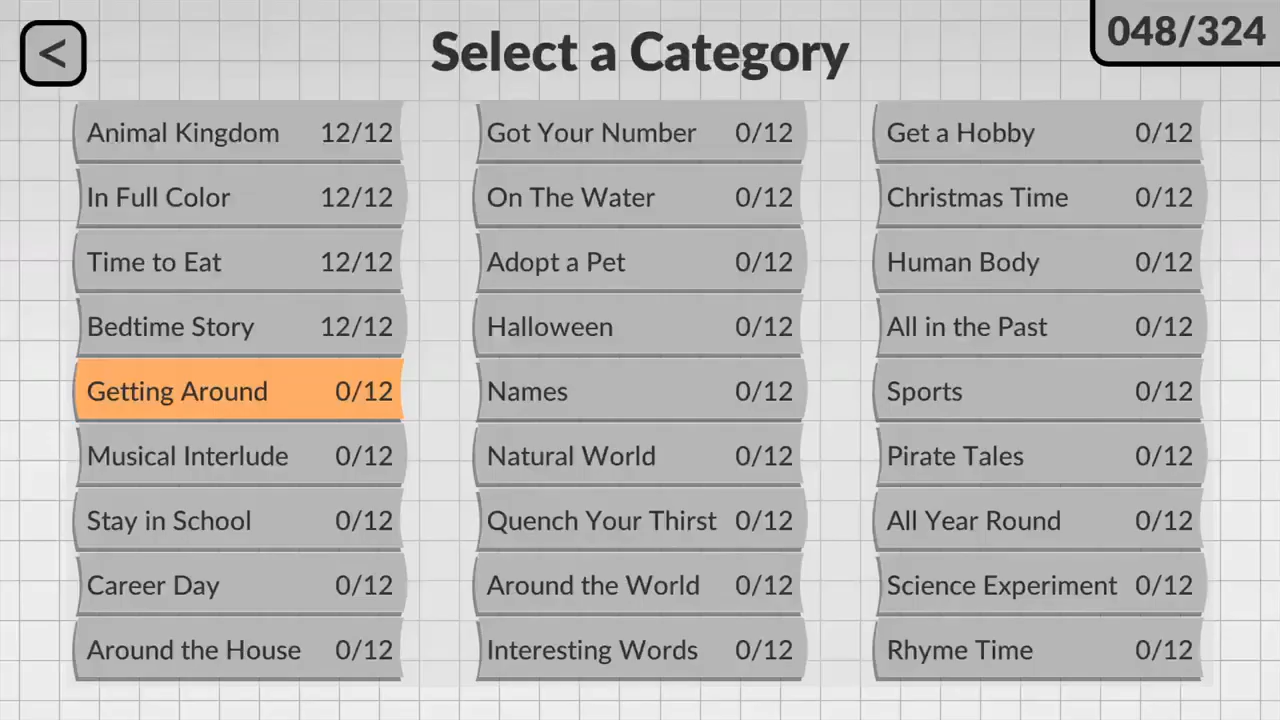 <
Select a Category
048/324
Animal Kingdom 12/12
In Full Color 12/12
Time to Eat 12/12
Bedtime Story 12/12
Getting Around 0/12
Musical Interlude 0/12
Stay in School 0/12
Career Day 0/12
Around the House 0/12
Got Your Number 0/12
On The Water 0/12
Adopt a Pet 0/12
Halloween 0/12
Names 0/12
Natural World 0/12
Quench Your Thirst 0/12
Around the World 0/12
Interesting Words 0/12
Get a Hobby 0/12
Christmas Time 0/12
Human Body 0/12
All in the Past 0/12
Sports 0/12
Pirate Tales 0/12
All Year Round 0/12
Science Experiment 0/12
Rhyme Time 0/12